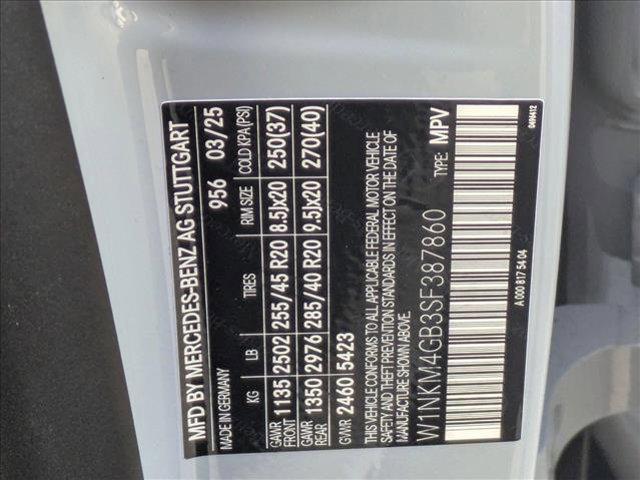 MFD BY MERCEDES-BENZ AG STUTTGART
MADE IN GERMANY 956 03/25
KG LB TIRES RIM SIZE COLD KPA(PSI)
GAWR FRONT 1135 2502 255/45 R20 8.5Jx20 250(37)
GAWR REAR 1350 2976 285/40 R20 9.5Jx20 270(40)
GVWR 2460 5423
THIS VEHICLE CONFORMS TO ALL APPLICABLE FEDERAL MOTOR VEHICLE
SAFETY AND THEFT PREVENTION STANDARDS IN EFFECT ON THE DATE OF
MANUFACTURE SHOWN ABOVE.
W1NKM4GB3SF387860 TYPE: MPV
A 000 817 54 04 0494412